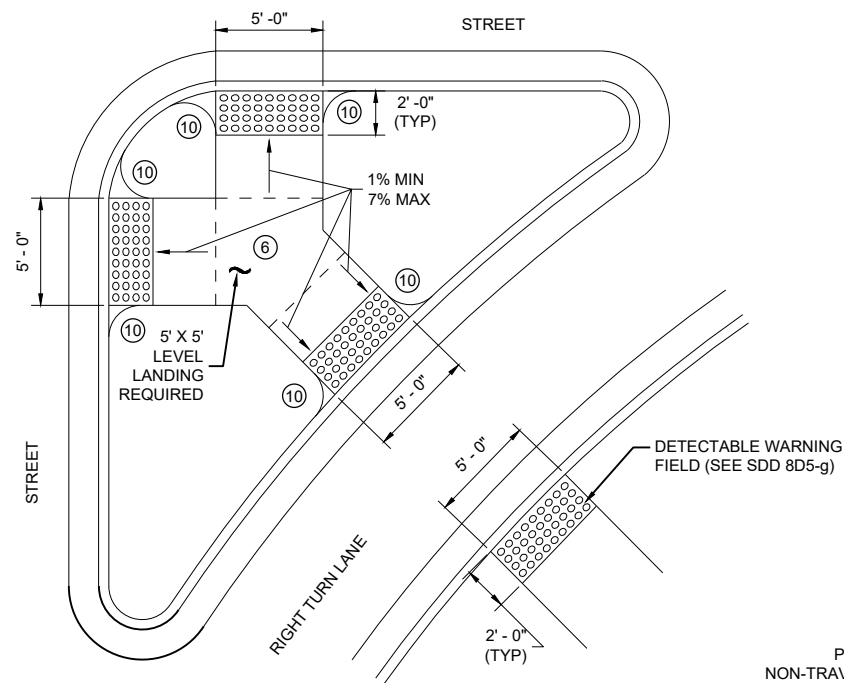 5' -0"
STREET
2' -0"
(TYP)
10
10
10
1% MIN
7% MAX
5' - 0"
6
10
10
5' X 5'
LEVEL
LANDING
REQUIRED
10
5' - 0"
STREET
5' - 0"
DETECTABLE WARNING
FIELD (SEE SDD 8D5-g)
RIGHT TURN LANE
2' - 0"
(TYP)
P
NON-TRAV